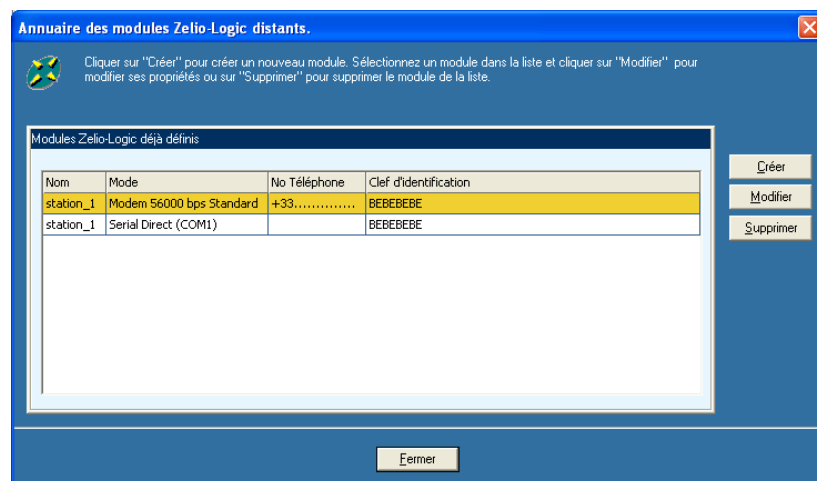 Annuaire des modules Zelio-Logic distants.
Cliquer sur "Créer" pour créer un nouveau module. Sélectionnez un module dans la liste et cliquer sur "Modifier" pour
modifier ses propriétés ou sur "Supprimer" pour supprimer le module de la liste.
Modules Zelio-Logic déjà définis
Nom Mode No Téléphone Clef d'identification
station_1 Modem 56000 bps Standard +33............. BEBEBEBE
station_1 Serial Direct (COM1) BEBEBEBE
Créer
Modifier
Supprimer
Fermer